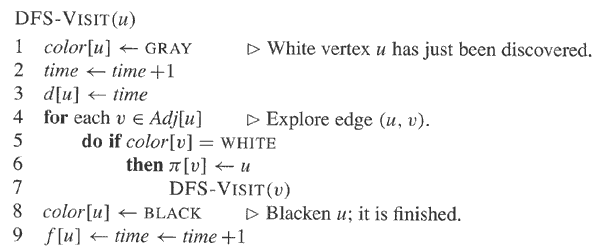 DFS-VISIT(u)
1 color[u] ← GRAY ▷ White vertex u has just been discovered.
2 time ← time +1
3 d[u] ← time
4 for each v ∈ Adj[u] ▷ Explore edge (u, v).
5 do if color[v] = WHITE
6 then π[v] ← u
7 DFS-VISIT(v)
8 color[u] ← BLACK ▷ Blacken u; it is finished.
9 f[u] ← time ← time +1